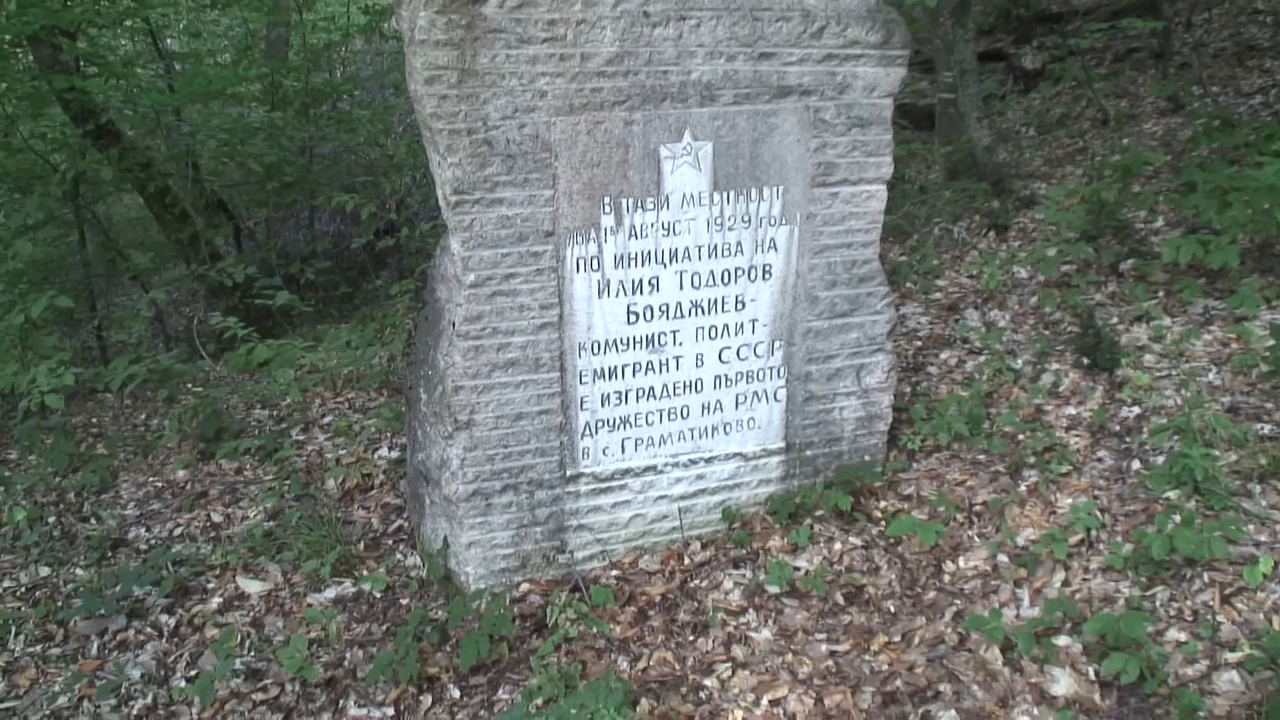 В ТАЗИ МЕСТНОСТ
НА 1ᵛⁱ АВГУСТ 1929 ГОД.
ПО ИНИЦИАТИВА НА
ИЛИЯ ТОДОРОВ
БОЯДЖИЕВ-
КОМУНИСТ, ПОЛИТ-
ЕМИГРАНТ В СССР
Е ИЗГРАДЕНО ПЪРВОТО
ДРУЖЕСТВО НА РМС
В с. ГРАМАТИКОВО.